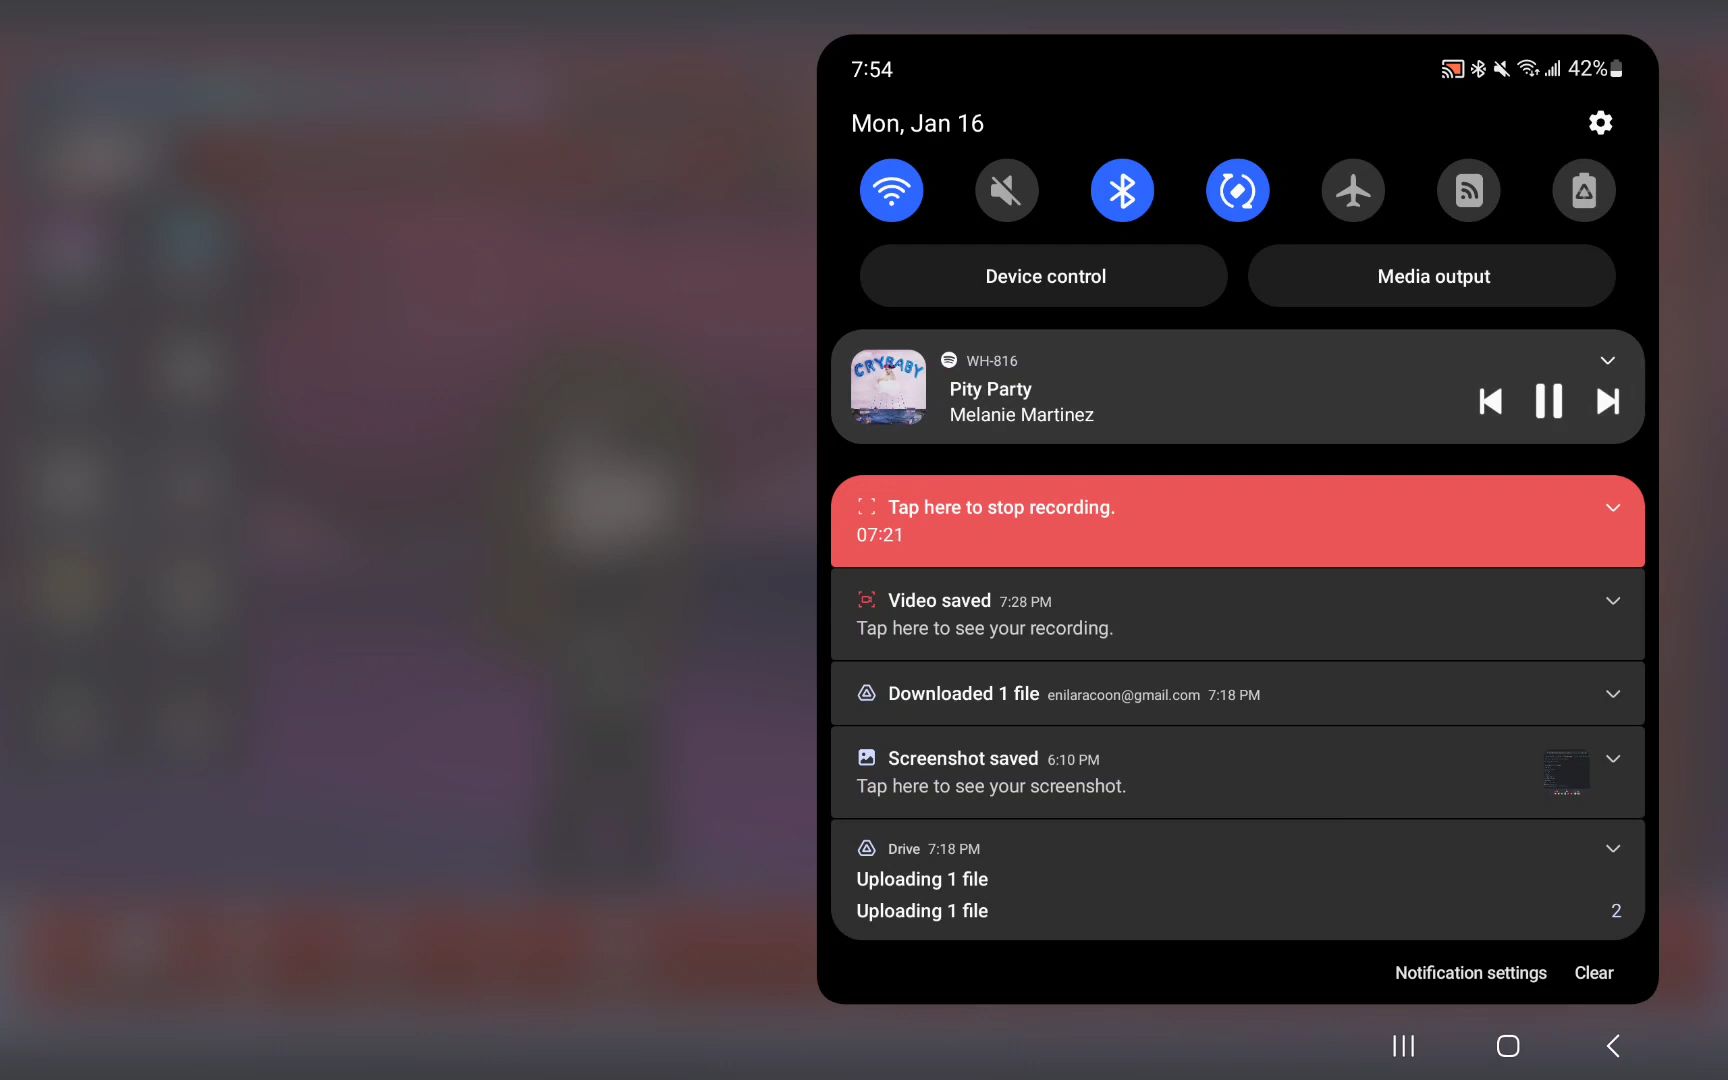 7:54
42%
Mon, Jan 16
Device control
Media output
CRYBABY
WH-816
Pity Party
Melanie Martinez
Tap here to stop recording.
07:21
Video saved 7:28 PM
Tap here to see your recording.
Downloaded 1 file enilaracoon@gmail.com 7:18 PM
Screenshot saved 6:10 PM
Tap here to see your screenshot.
Drive 7:18 PM
Uploading 1 file
Uploading 1 file
2
Notification settings
Clear